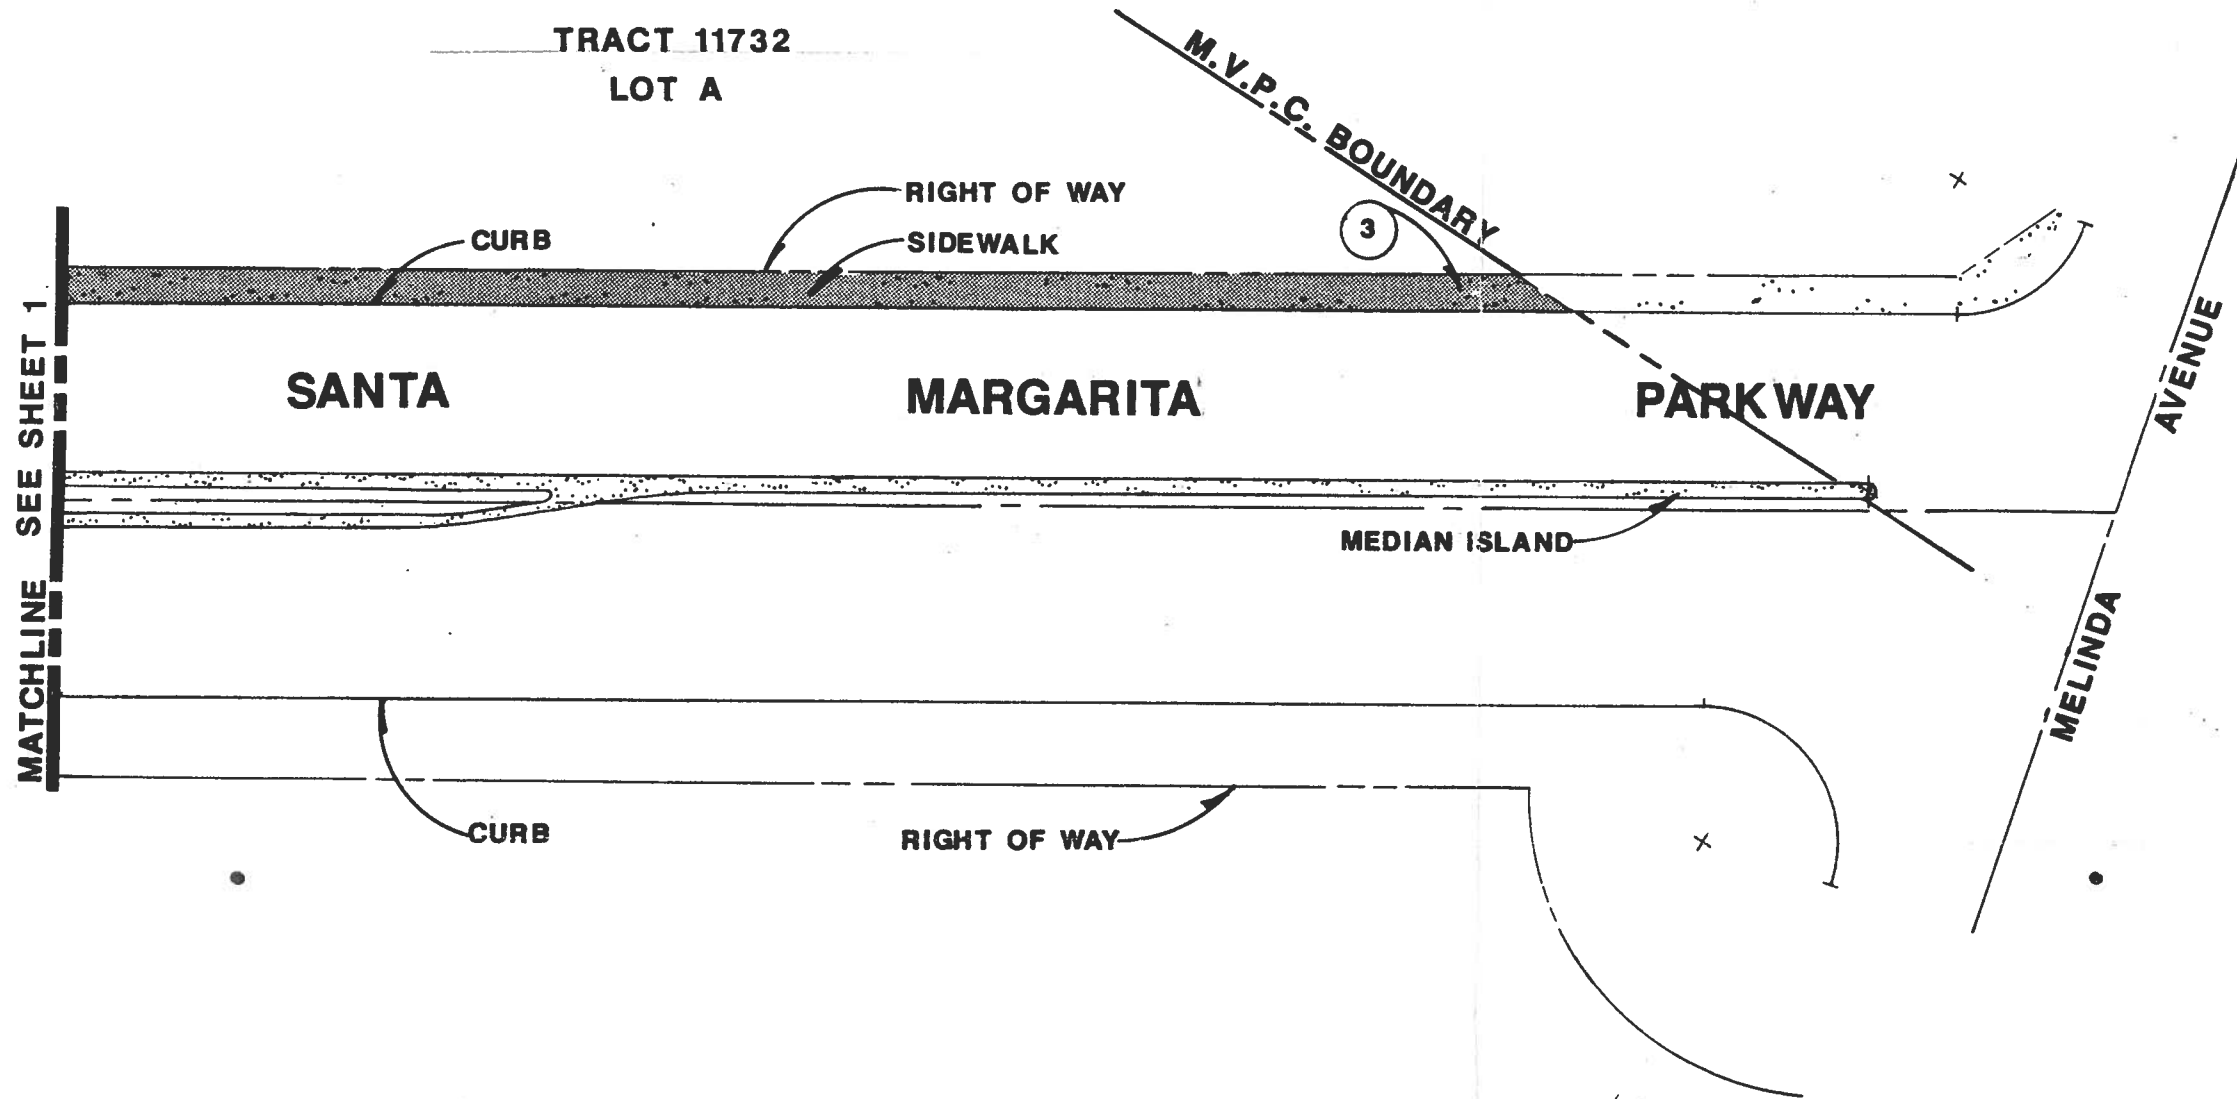 TRACT 11732
LOT A
M.V.P.C. BOUNDARY
RIGHT OF WAY
CURB
SIDEWALK
3
SANTA MARGARITA PARKWAY
AVENUE
MATCHLINE SEE SHEET 1
MEDIAN ISLAND
MELINDA
CURB
RIGHT OF WAY